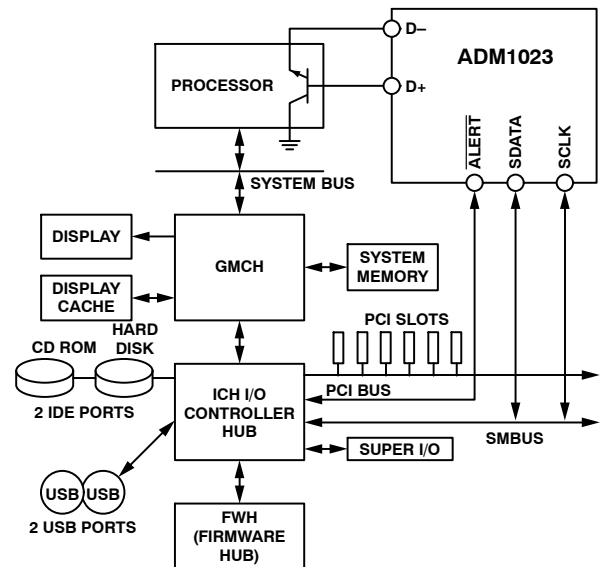 D–
ADM1023
PROCESSOR
D+
ALERT
SDATA
SCLK
SYSTEM BUS
DISPLAY
GMCH
SYSTEM
MEMORY
DISPLAY
CACHE
HARD
DISK
CD ROM
PCI SLOTS
ICH I/O
CONTROLLER
HUB
PCI BUS
2 IDE PORTS
SMBUS
SUPER I/O
USB USB
2 USB PORTS
FWH
(FIRMWARE
HUB)